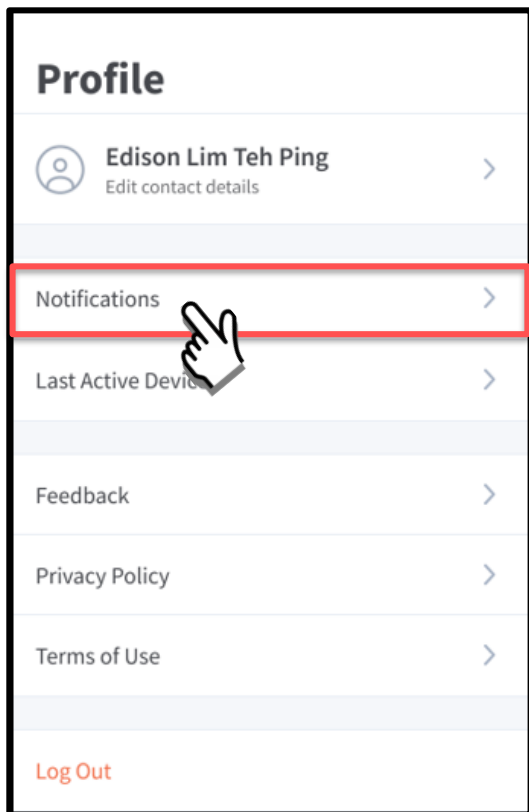 Profile
Edison Lim Teh Ping
Edit contact details
Notifications
Last Active
Feedback
Privacy Policy
Terms of Use
Log Out